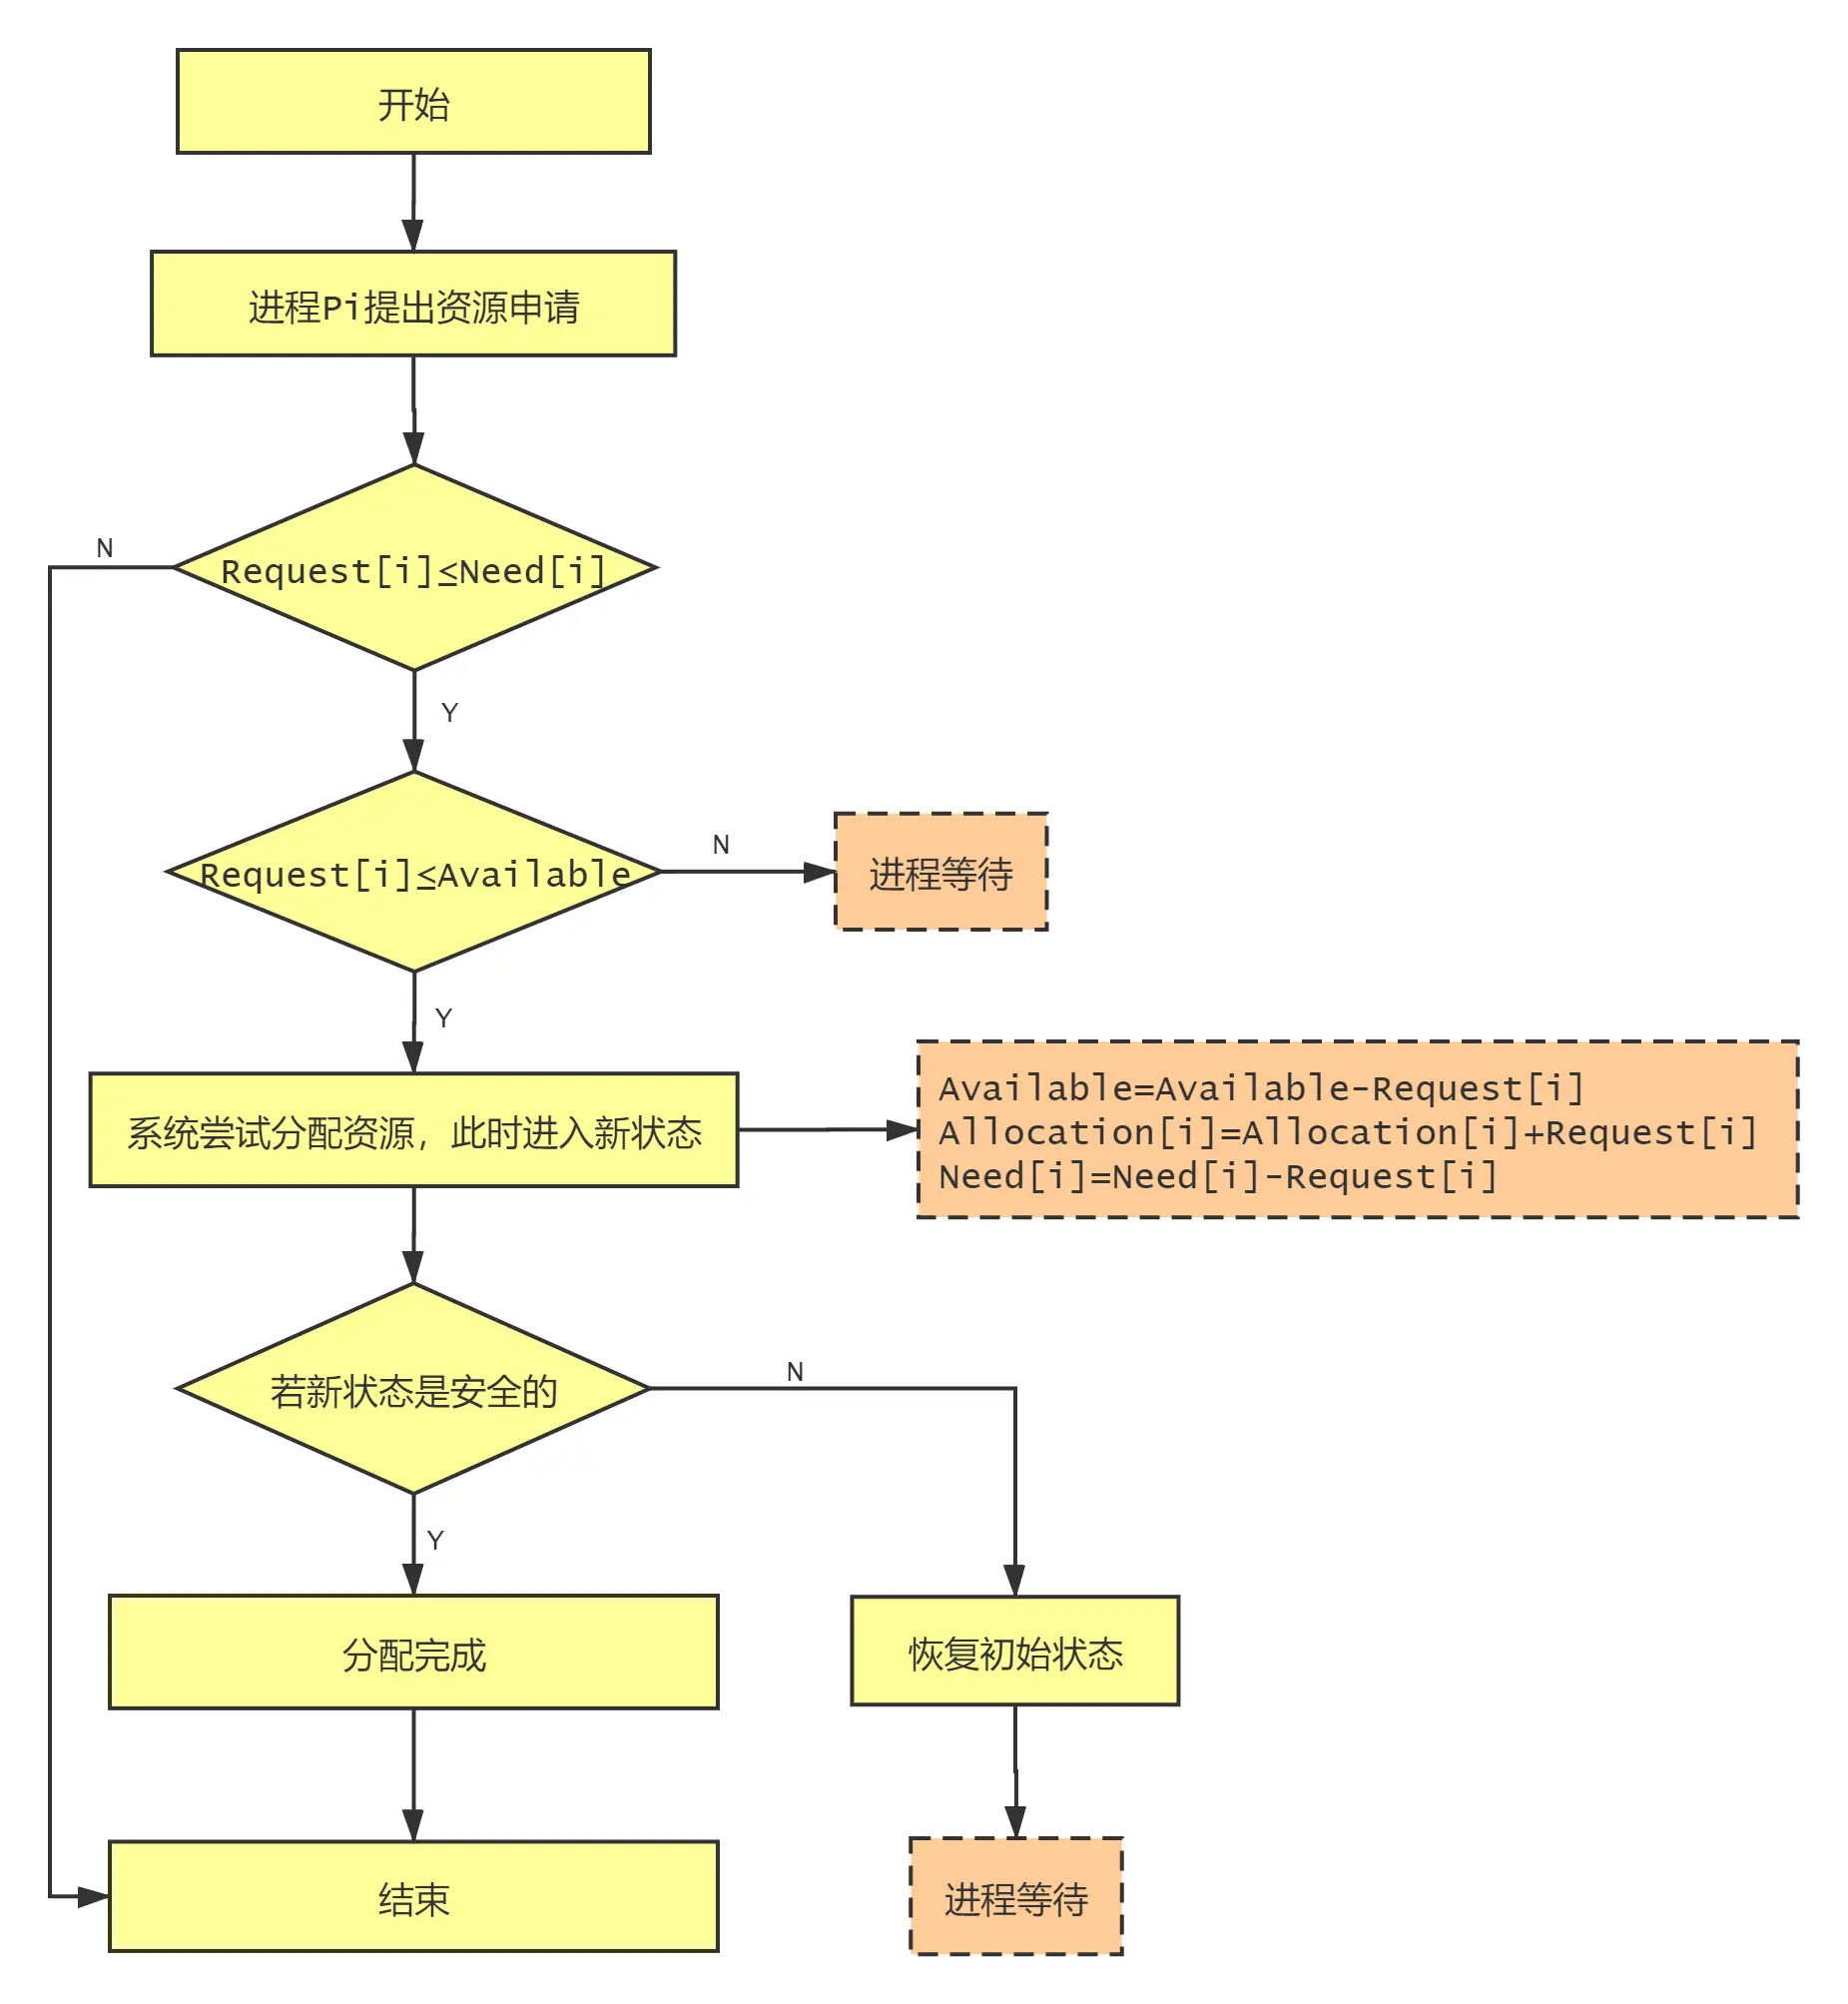 开始
进程Pi提出资源申请
N
Request[i]≤Need[i]
Y
Request[i]≤Available
N
进程等待
Y
系统尝试分配资源，此时进入新状态
Available=Available-Request[i]
Allocation[i]=Allocation[i]+Request[i]
Need[i]=Need[i]-Request[i]
若新状态是安全的
N
Y
分配完成
恢复初始状态
结束
进程等待